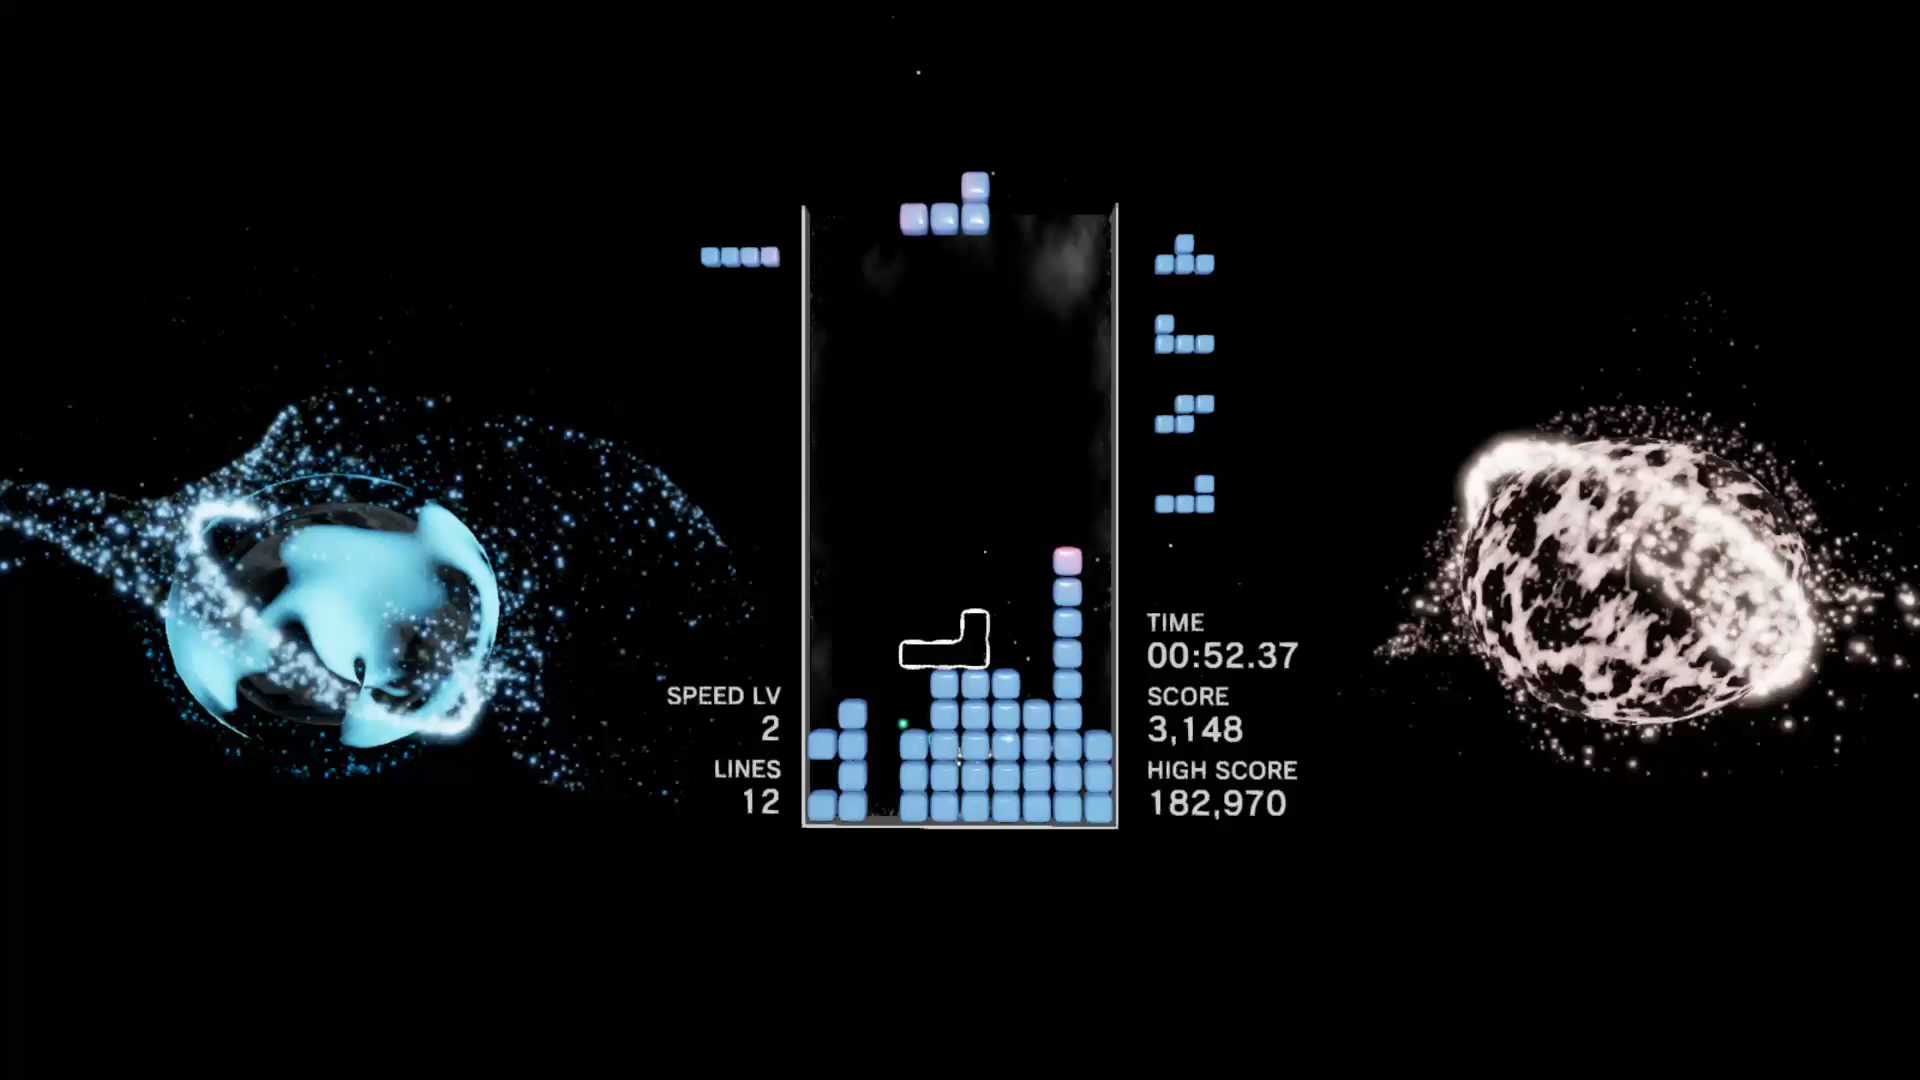 SPEED LV
2
LINES
12
TIME
00:52.37
SCORE
3,148
HIGH SCORE
182,970